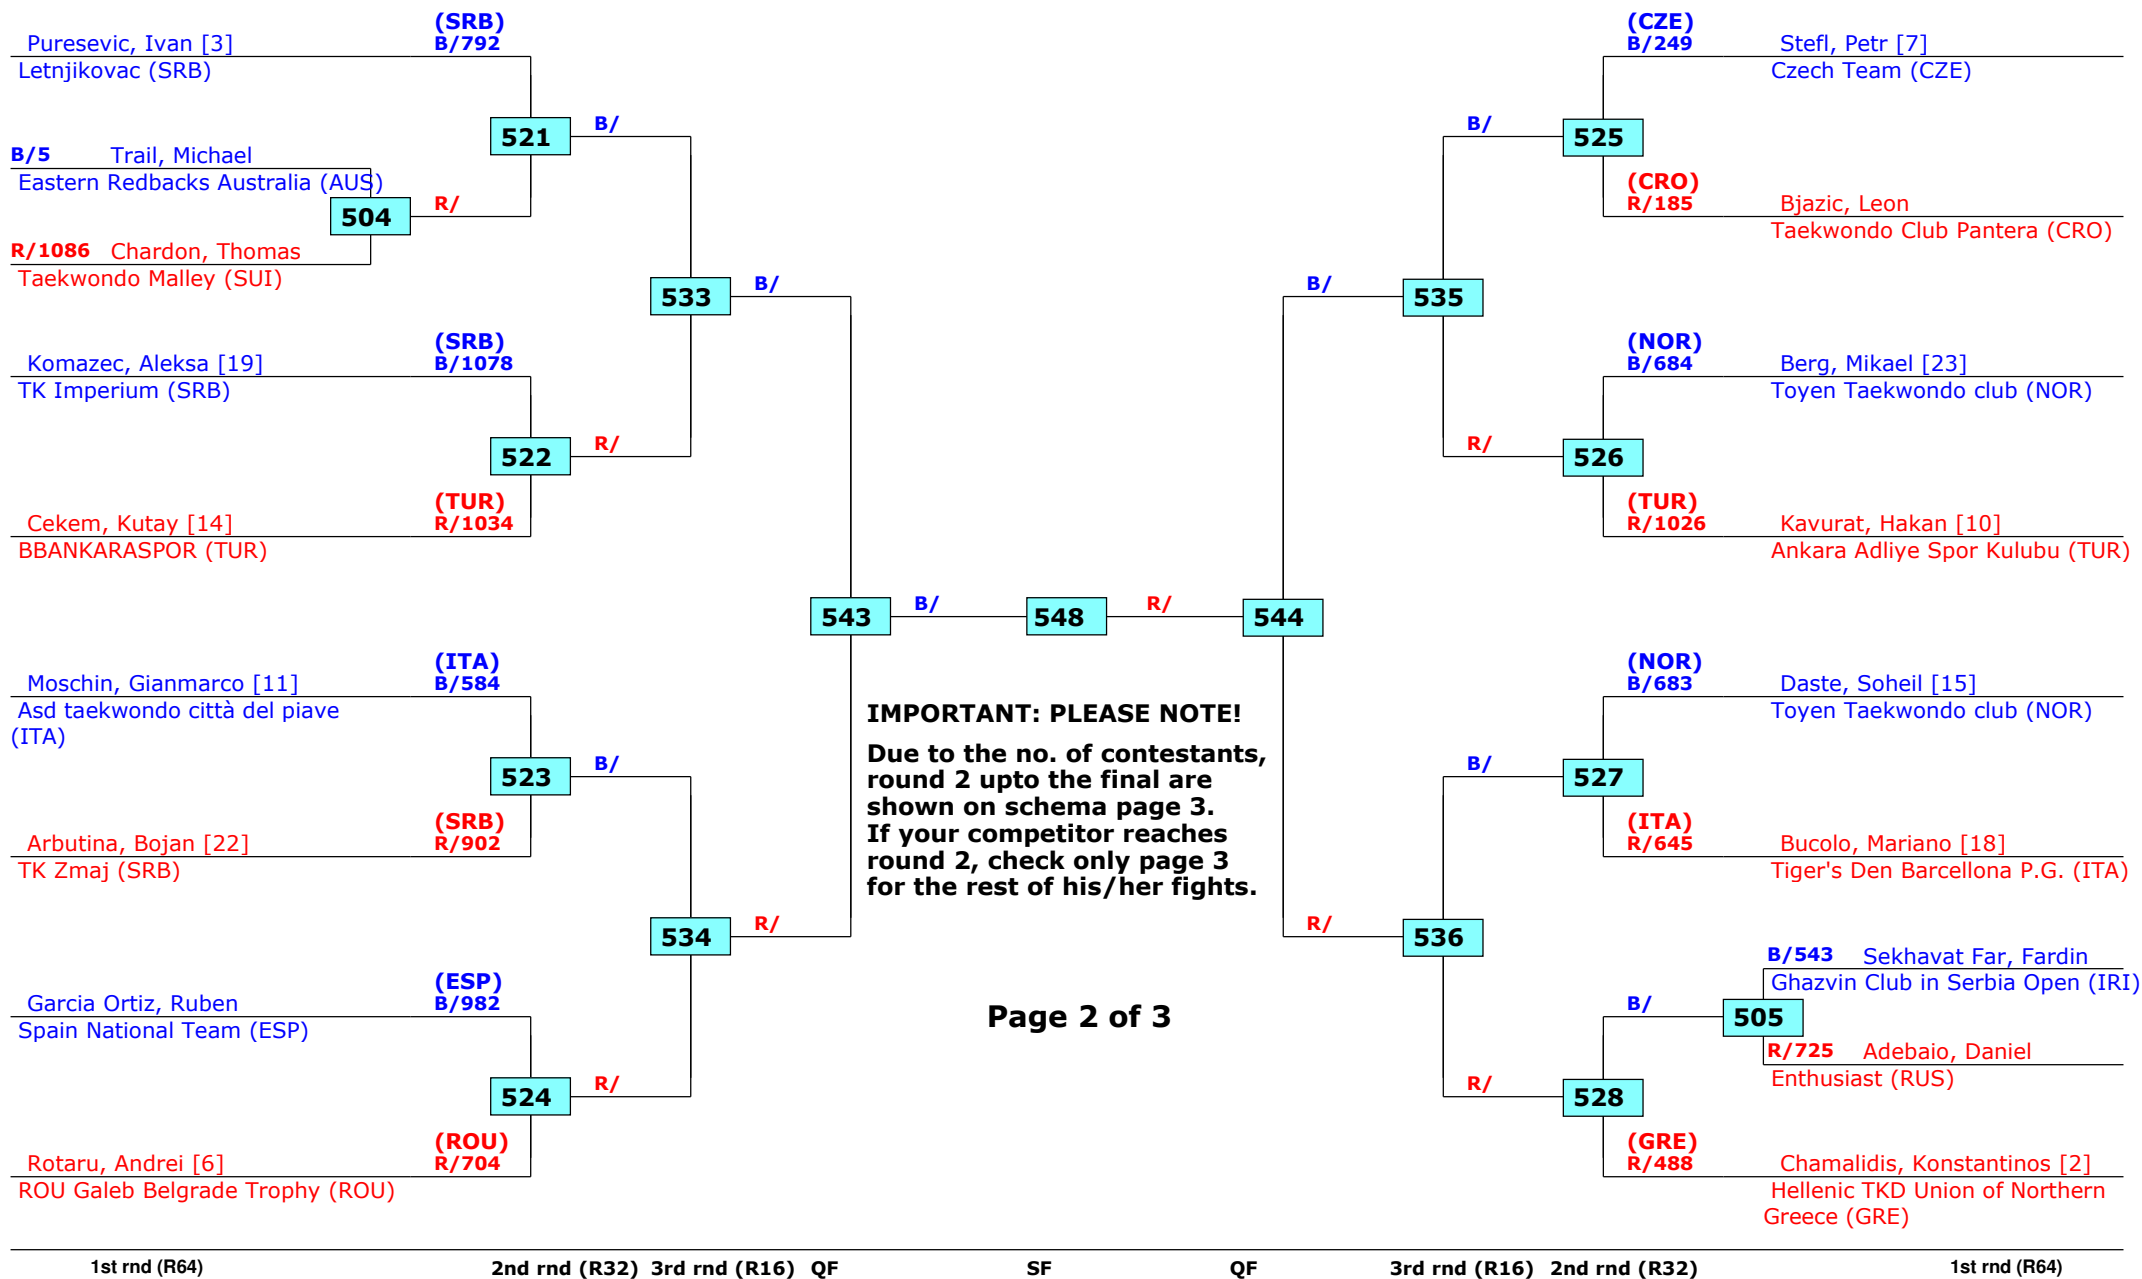 (SRB)
Puresevic, Ivan [3]
B/792
Letnjikovac (SRB)
521
B/
B/5
Trail, Michael
Eastern Redbacks Australia (AUS)
504
R/
R/1086
Chardon, Thomas
Taekwondo Malley (SUI)
533
B/
(SRB)
Komazec, Aleksa [19]
B/1078
TK Imperium (SRB)
522
R/
(TUR)
Cekem, Kutay [14]
R/1034
BBANKARASPOR (TUR)
543
B/
548
R/
544
(ITA)
Moschin, Gianmarco [11]
B/584
Asd taekwondo città del piave
(ITA)
523
B/
(SRB)
Arbutina, Bojan [22]
R/902
TK Zmaj (SRB)
534
R/
(ESP)
Garcia Ortiz, Ruben
B/982
Spain National Team (ESP)
524
R/
(ROU)
Rotaru, Andrei [6]
R/704
ROU Galeb Belgrade Trophy (ROU)
IMPORTANT: PLEASE NOTE!
Due to the no. of contestants,
round 2 upto the final are
shown on schema page 3.
If your competitor reaches
round 2, check only page 3
for the rest of his/her fights.
Page 2 of 3
(CZE)
B/249
Stefl, Petr [7]
Czech Team (CZE)
B/
525
(CRO)
R/185
Bjazic, Leon
Taekwondo Club Pantera (CRO)
B/
535
(NOR)
B/684
Berg, Mikael [23]
Toyen Taekwondo club (NOR)
R/
526
(TUR)
R/1026
Kavurat, Hakan [10]
Ankara Adliye Spor Kulubu (TUR)
(NOR)
B/683
Daste, Soheil [15]
Toyen Taekwondo club (NOR)
B/
527
(ITA)
R/645
Bucolo, Mariano [18]
Tiger's Den Barcellona P.G. (ITA)
R/
536
B/543
Sekhavat Far, Fardin
Ghazvin Club in Serbia Open (IRI)
B/
505
R/725
Adebaio, Daniel
Enthusiast (RUS)
R/
528
(GRE)
R/488
Chamalidis, Konstantinos [2]
Hellenic TKD Union of Northern
Greece (GRE)
1st rnd (R64)
2nd rnd (R32)
3rd rnd (R16)
QF
SF
QF
3rd rnd (R16)
2nd rnd (R32)
1st rnd (R64)